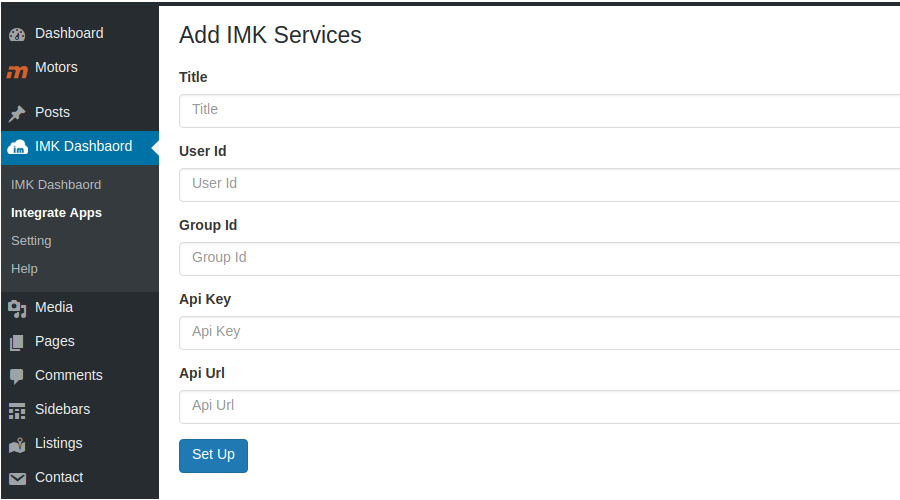 Dashboard
Motors
Posts
im
IMK Dashbaord
IMK Dashbaord
Integrate Apps
Setting
Help
Media
Pages
Comments
Sidebars
Listings
Contact
Add IMK Services
Title
Title
User Id
User Id
Group Id
Group Id
Api Key
Api Key
Api Url
Api Url
Set Up